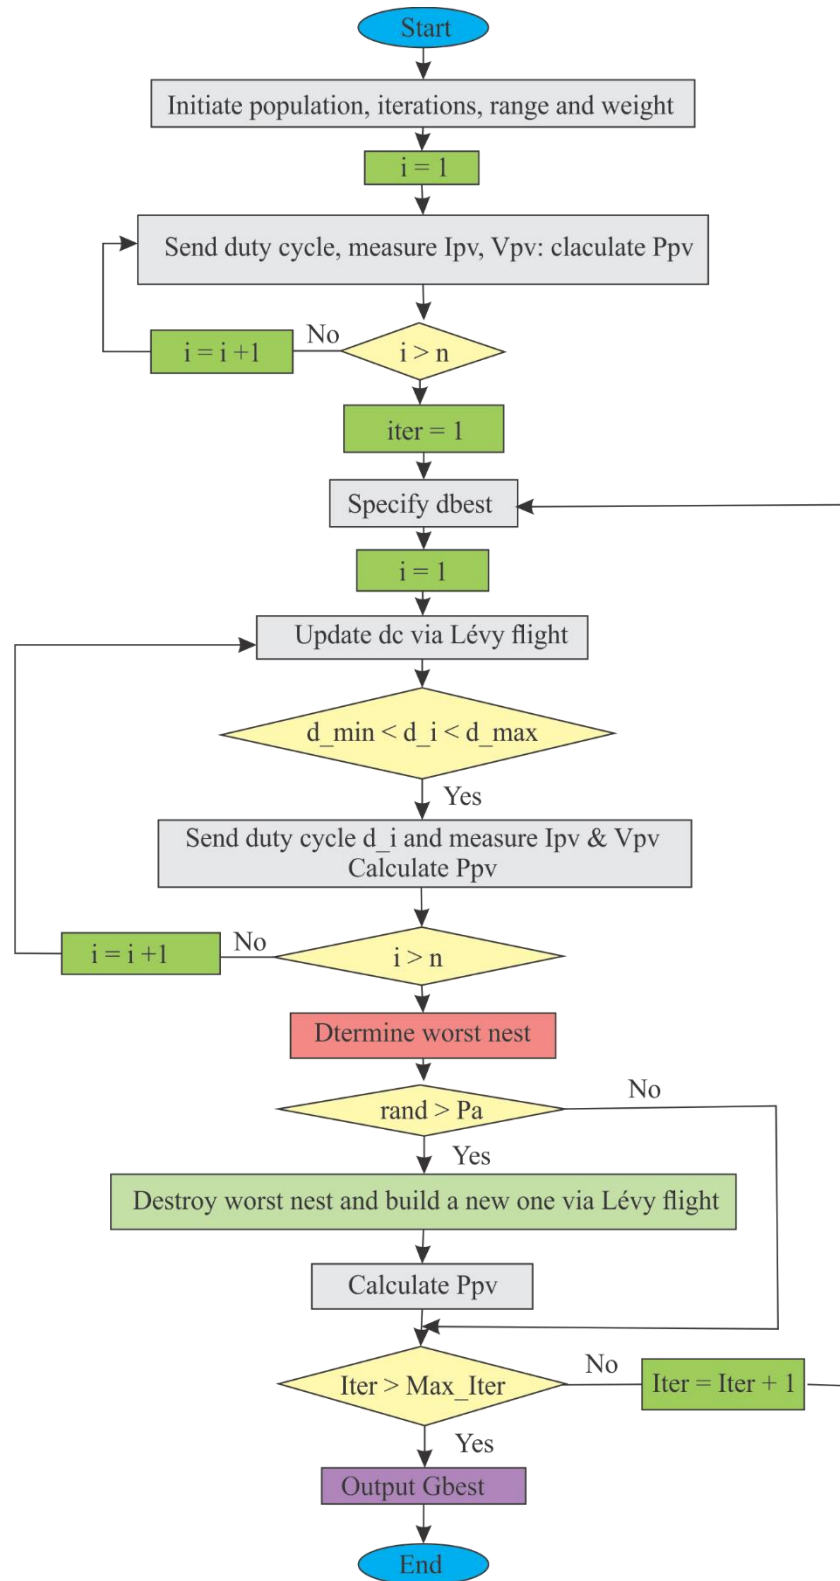 Start
Initiate population, iterations, range and weight
i = 1
Send duty cycle, measure Ipv, Vpv: claculate Ppv
No
i = i +1
i > n
iter = 1
Specify dbest
i = 1
Update dc via Lévy flight
d_min < d_i < d_max
Yes
Send duty cycle d_i and measure Ipv & Vpv
Calculate Ppv
i = i +1
No
i > n
Dtermine worst nest
No
rand > Pa
Yes
Destroy worst nest and build a new one via Lévy flight
Calculate Ppv
Iter > Max_Iter
No
Iter = Iter + 1
Yes
Output Gbest
End